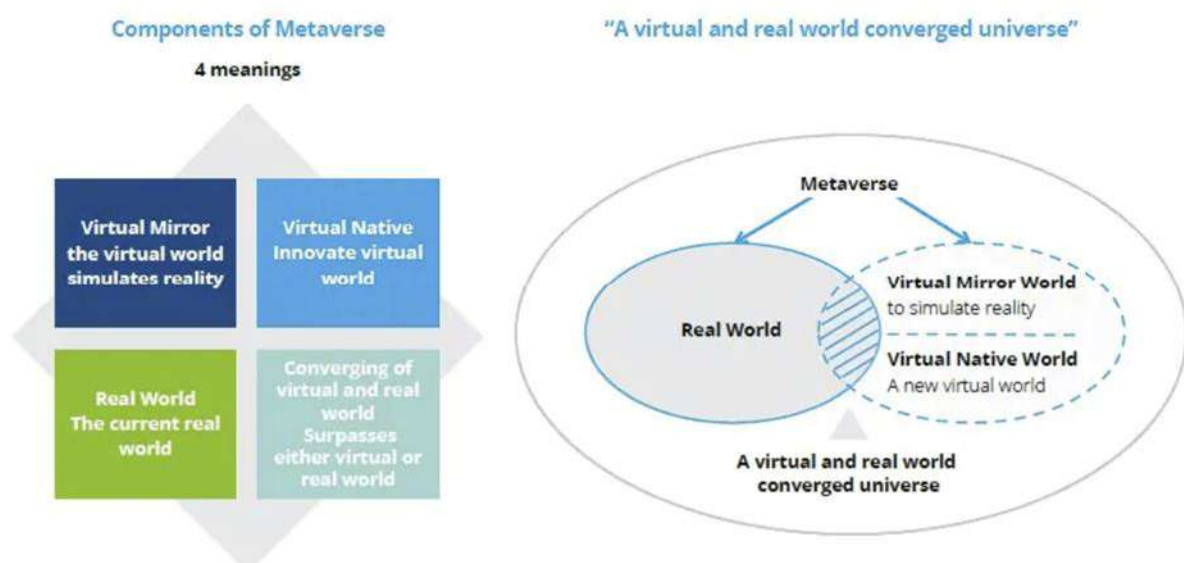 Components of Metaverse
4 meanings
Virtual Mirror
the virtual world
simulates reality
Virtual Native
Innovate virtual
world
Real World
The current real
world
Converging of
virtual and real
world
Surpasses
either virtual or
real world
"A virtual and real world converged universe"
Metaverse
Real World
Virtual Mirror World
to simulate reality
Virtual Native World
A new virtual world
A virtual and real world
converged universe